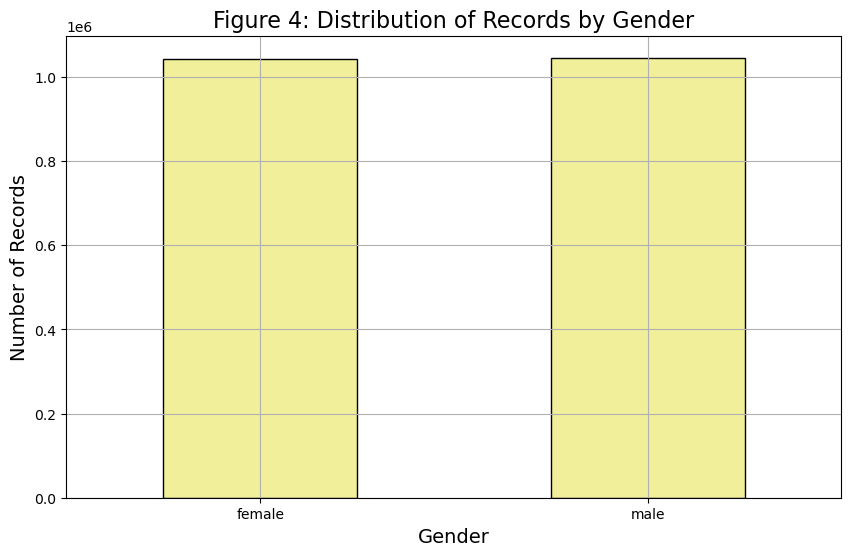 Figure 4: Distribution of Records by Gender
1e6
1.0
0.8
0.6
0.4
0.2
0.0
Number of Records
female male
Gender